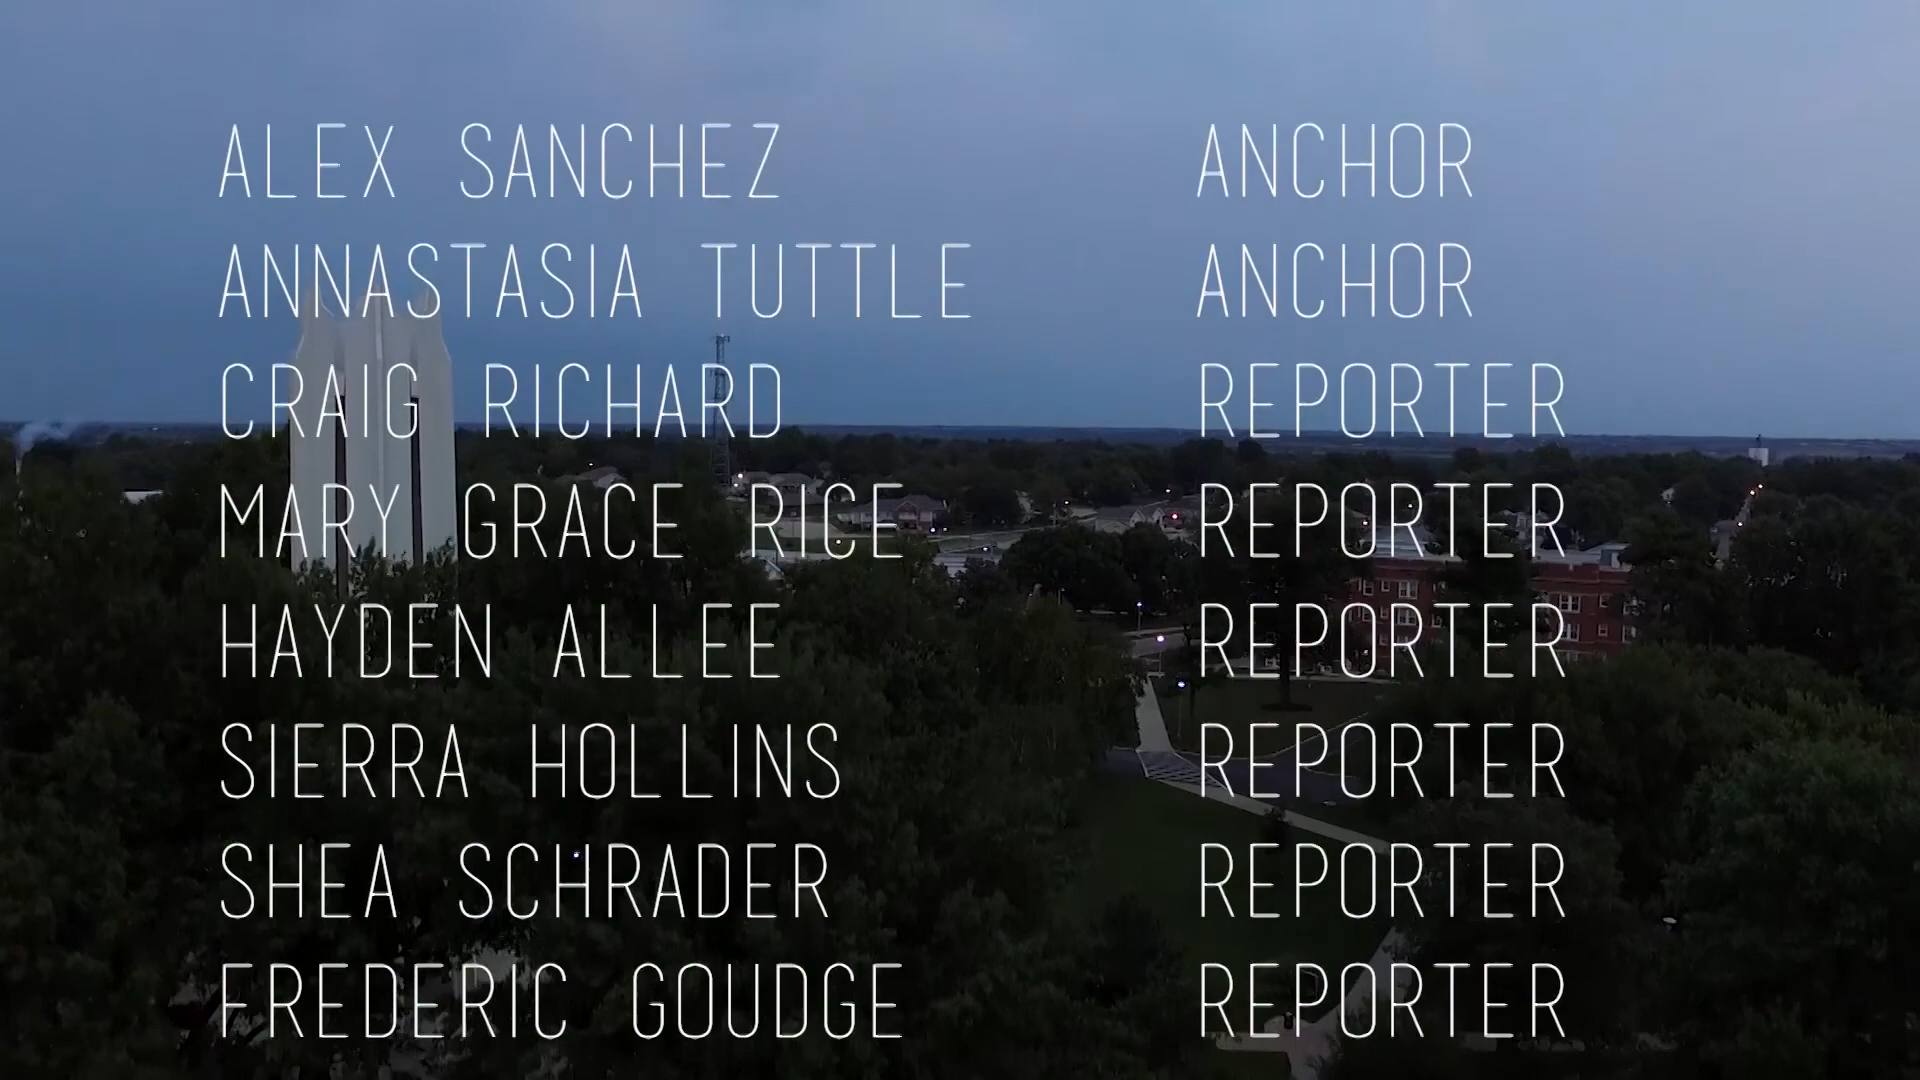 ALEX SANCHEZ ANCHOR
ANNASTASIA TUTTLE ANCHOR
CRAIG RICHARD REPORTER
MARY GRACE RICE REPORTER
HAYDEN ALLEE REPORTER
SIERRA HOLLINS REPORTER
SHEA SCHRADER REPORTER
FREDERIC GOUDGE REPORTER